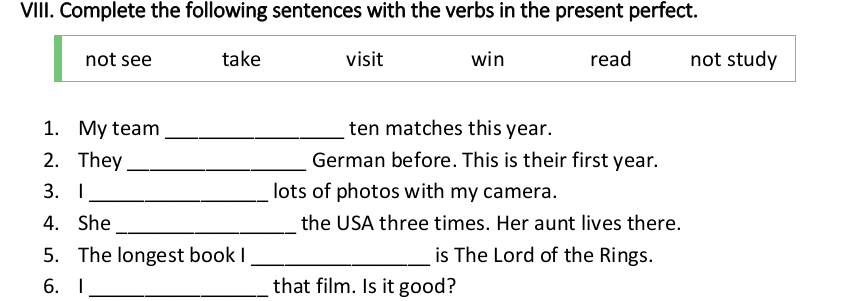 VIII. Complete the following sentences with the verbs in the present perfect.
not see take visit win read not study
1. My team ________________ ten matches this year.
2. They ________________ German before. This is their first year.
3. I ________________ lots of photos with my camera.
4. She ________________ the USA three times. Her aunt lives there.
5. The longest book I ________________ is The Lord of the Rings.
6. I ________________ that film. Is it good?